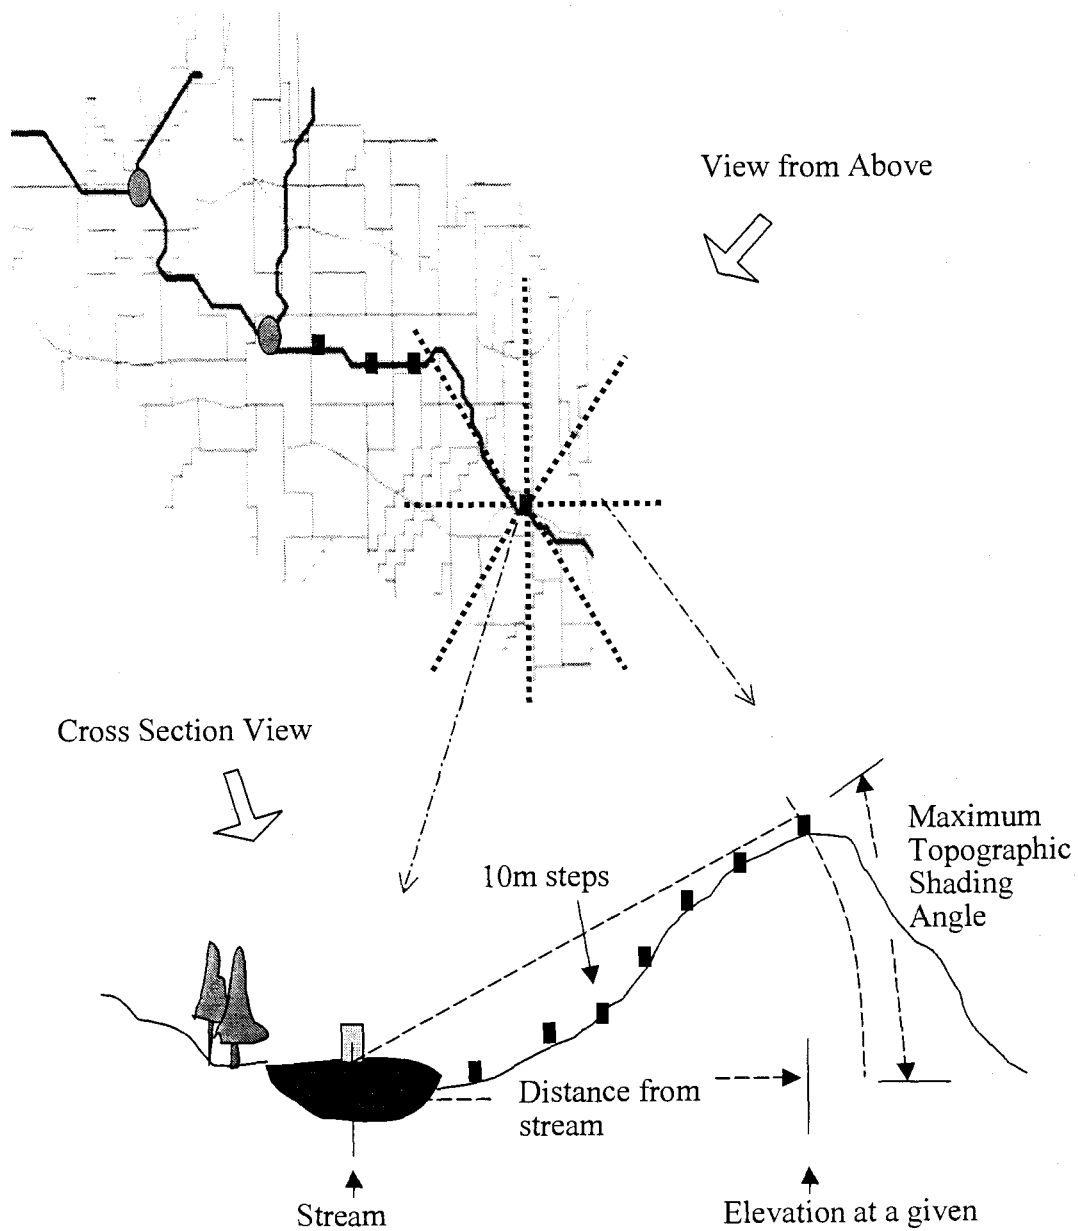 View from Above
Cross Section View
Maximum
Topographic
Shading
Angle
10m steps
Distance from
stream
Stream
Elevation at a given